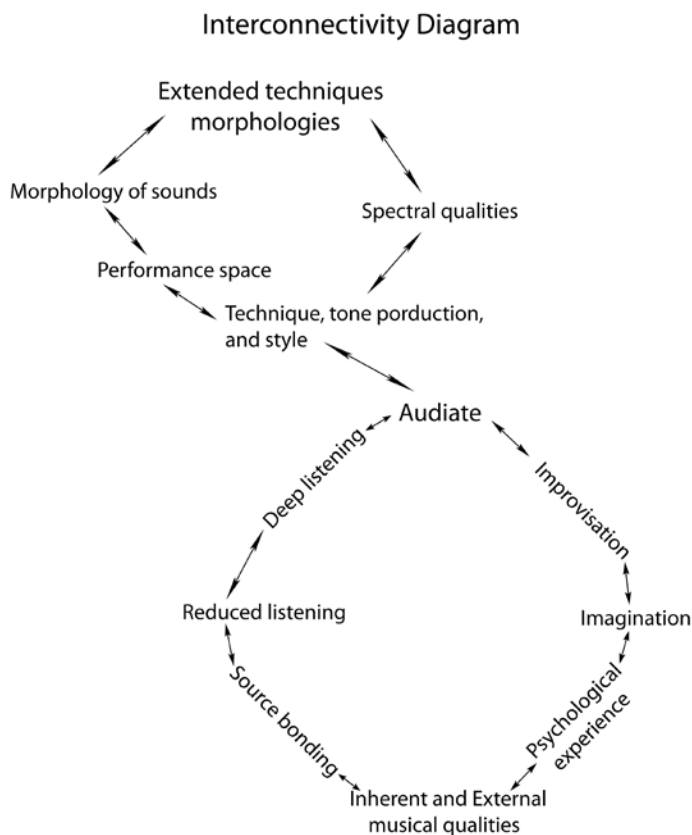 Interconnectivity Diagram
Extended techniques
morphologies
Morphology of sounds
Spectral qualities
Performance space
Technique, tone porduction,
and style
Audiate
Deep listening
Improvisation
Reduced listening
Imagination
Source bonding
Psychological
experience
Inherent and External
musical qualities